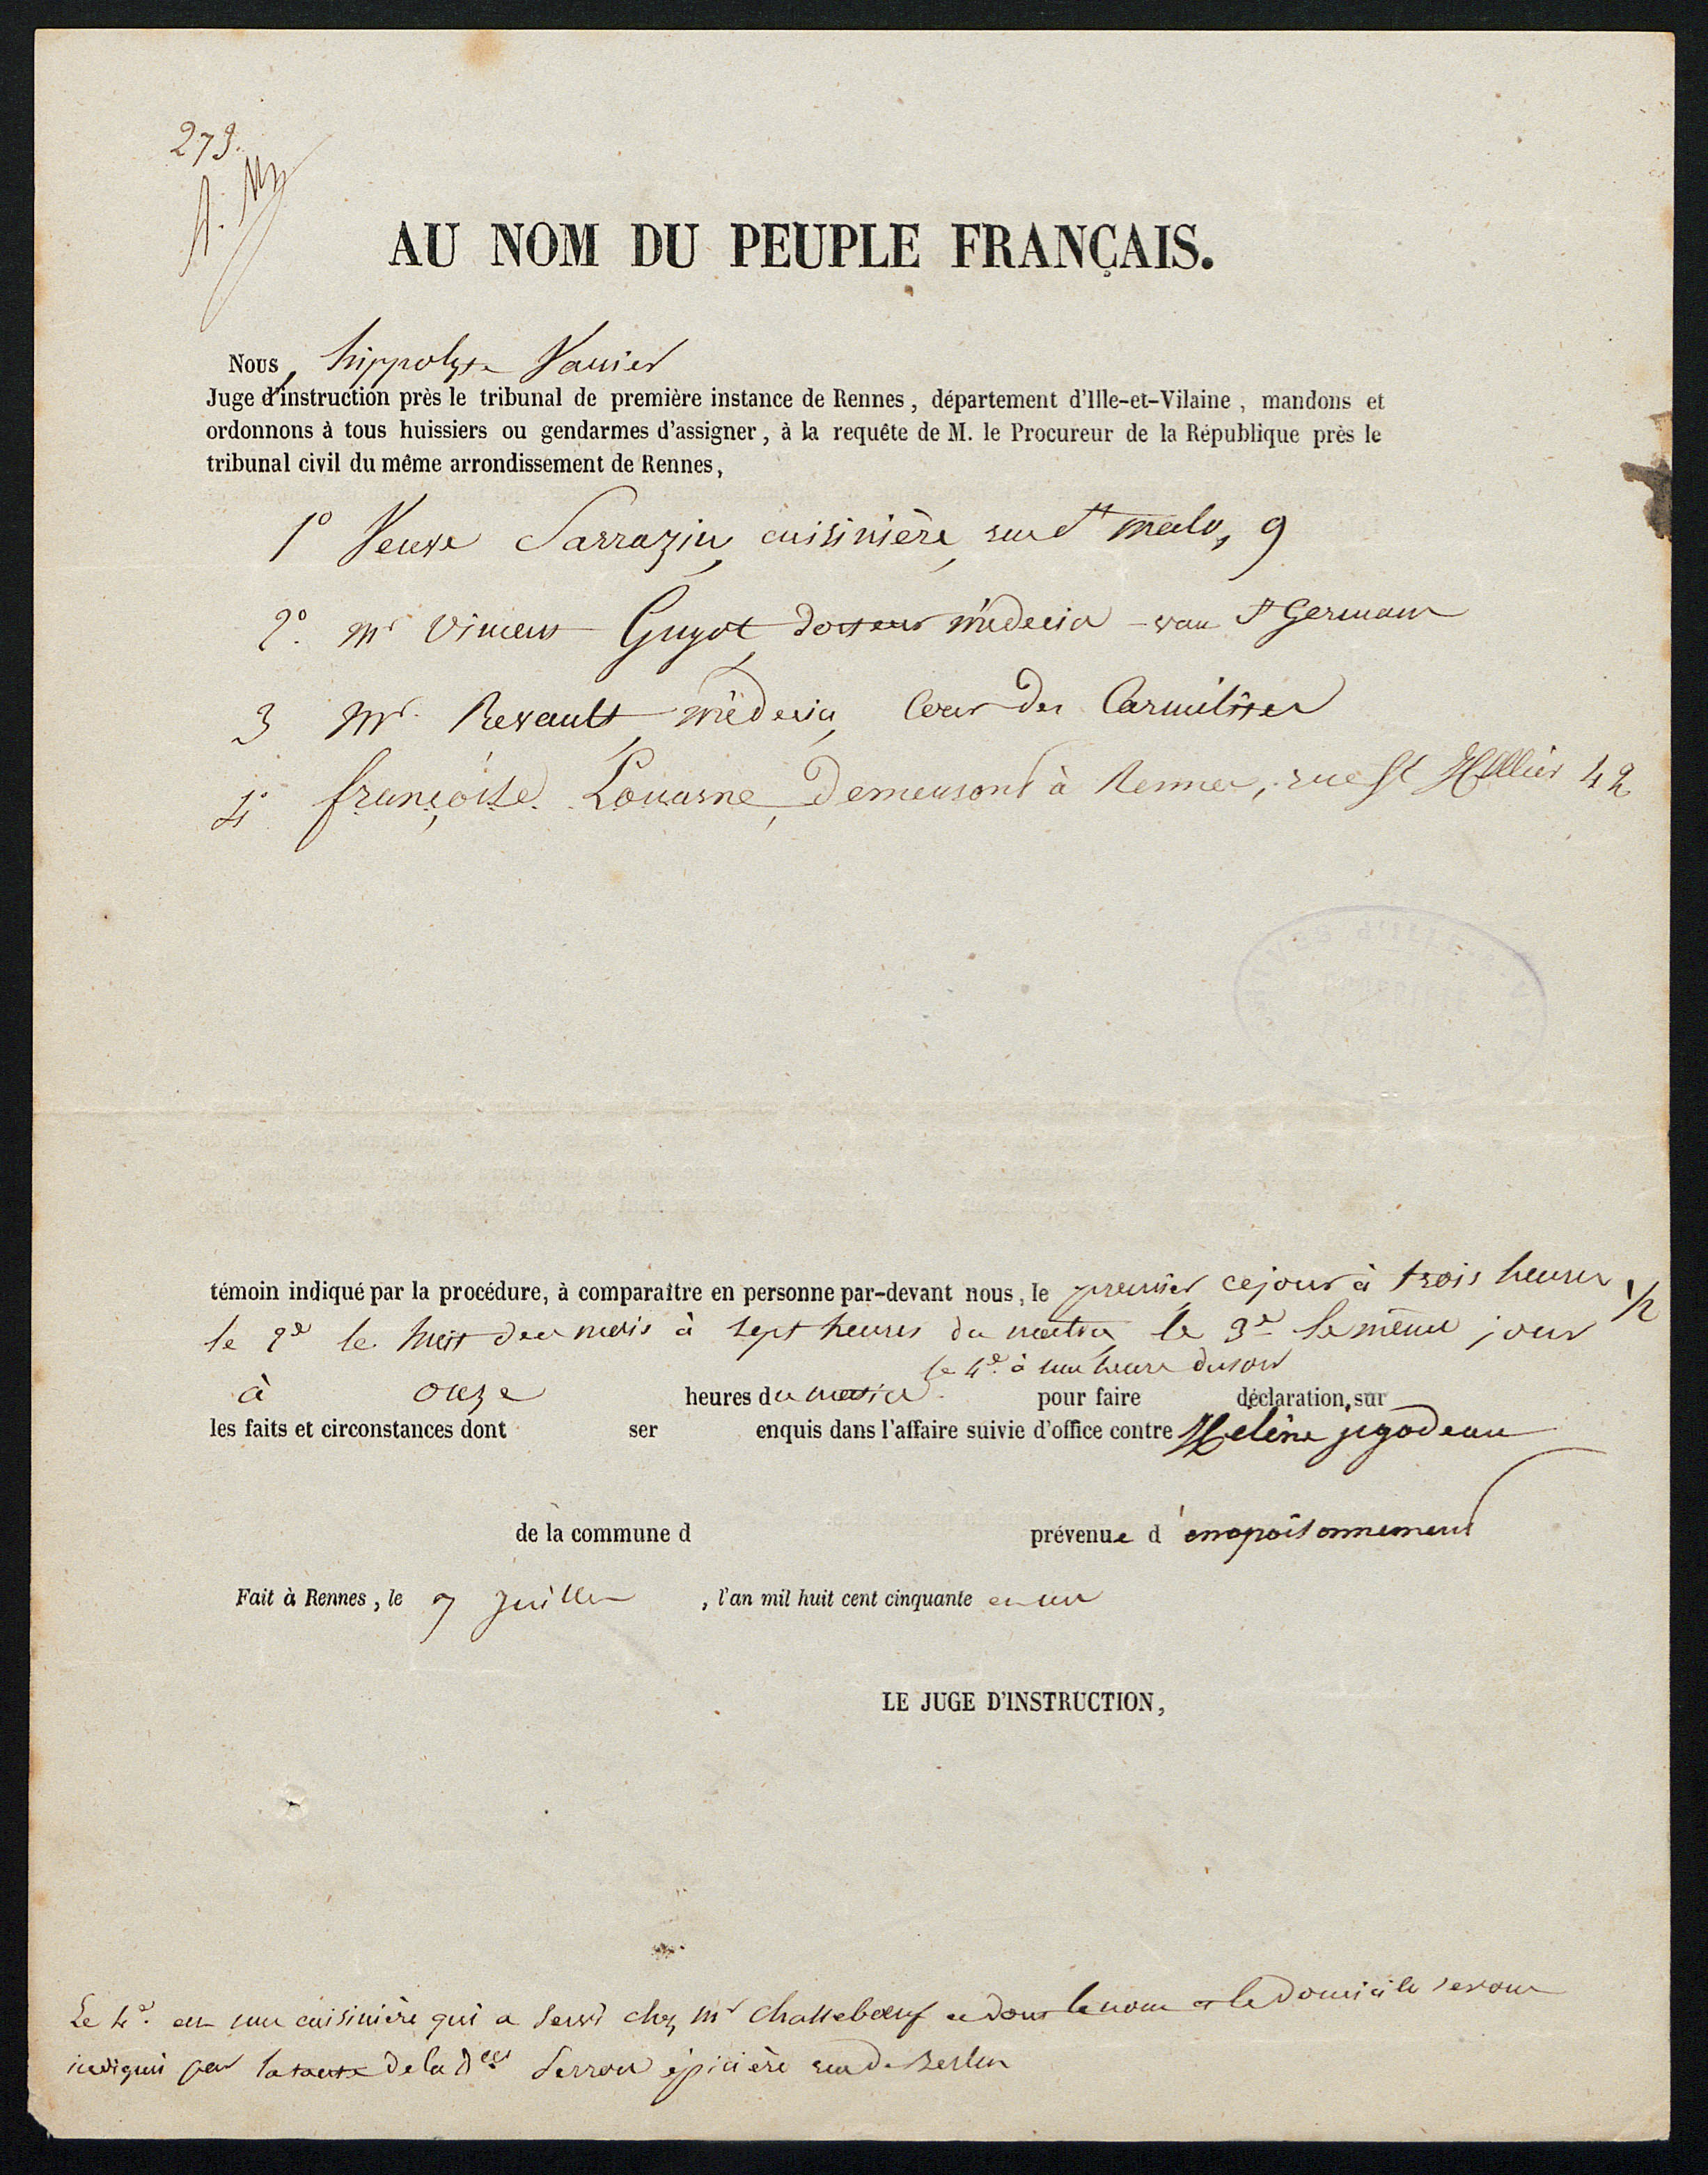 273.
AU NOM DU PEUPLE FRANÇAIS.
Nous, hippolyte Vannier
Juge d'instruction près le tribunal de première instance de Rennes, département d'Ille-et-Vilaine, mandons et
ordonnons à tous huissiers ou gendarmes d'assigner, à la requête de M. le Procureur de la République près le
tribunal civil du même arrondissement de Rennes,
1° Veuve Sarrazin, cuisinière, rue St malo, 9
2°. mr Vincent Guyot docteur médecin St Germain
3 Mr. Revault, médecin, Cour des Carmélites
4° françoise Louarne, demeurant à Rennes, rue St Hellier 42
témoin indiqué par la procédure, à comparaître en personne par-devant nous, le premier ce jour à trois heures 1/2
le 2e le huit du mois à sept heures du matin, le 3e le même jour
le 4e. à une heure du soir
à onze heures du matin. pour faire déclaration, sur
les faits et circonstances dont ser enquis dans l'affaire suivie d'office contre Hélène jegodeau
de la commune d prévenue d'empoisonnement
Fait à Rennes, le 7 Juillet, l'an mil huit cent cinquante en un
LE JUGE D'INSTRUCTION,
Le 4e. est une cuisinière qui a servi chez mr Chasseboeuf et dont le nom et le domicile seront
indiqués par la tante de la dlle Serron épicière rue de Berlin